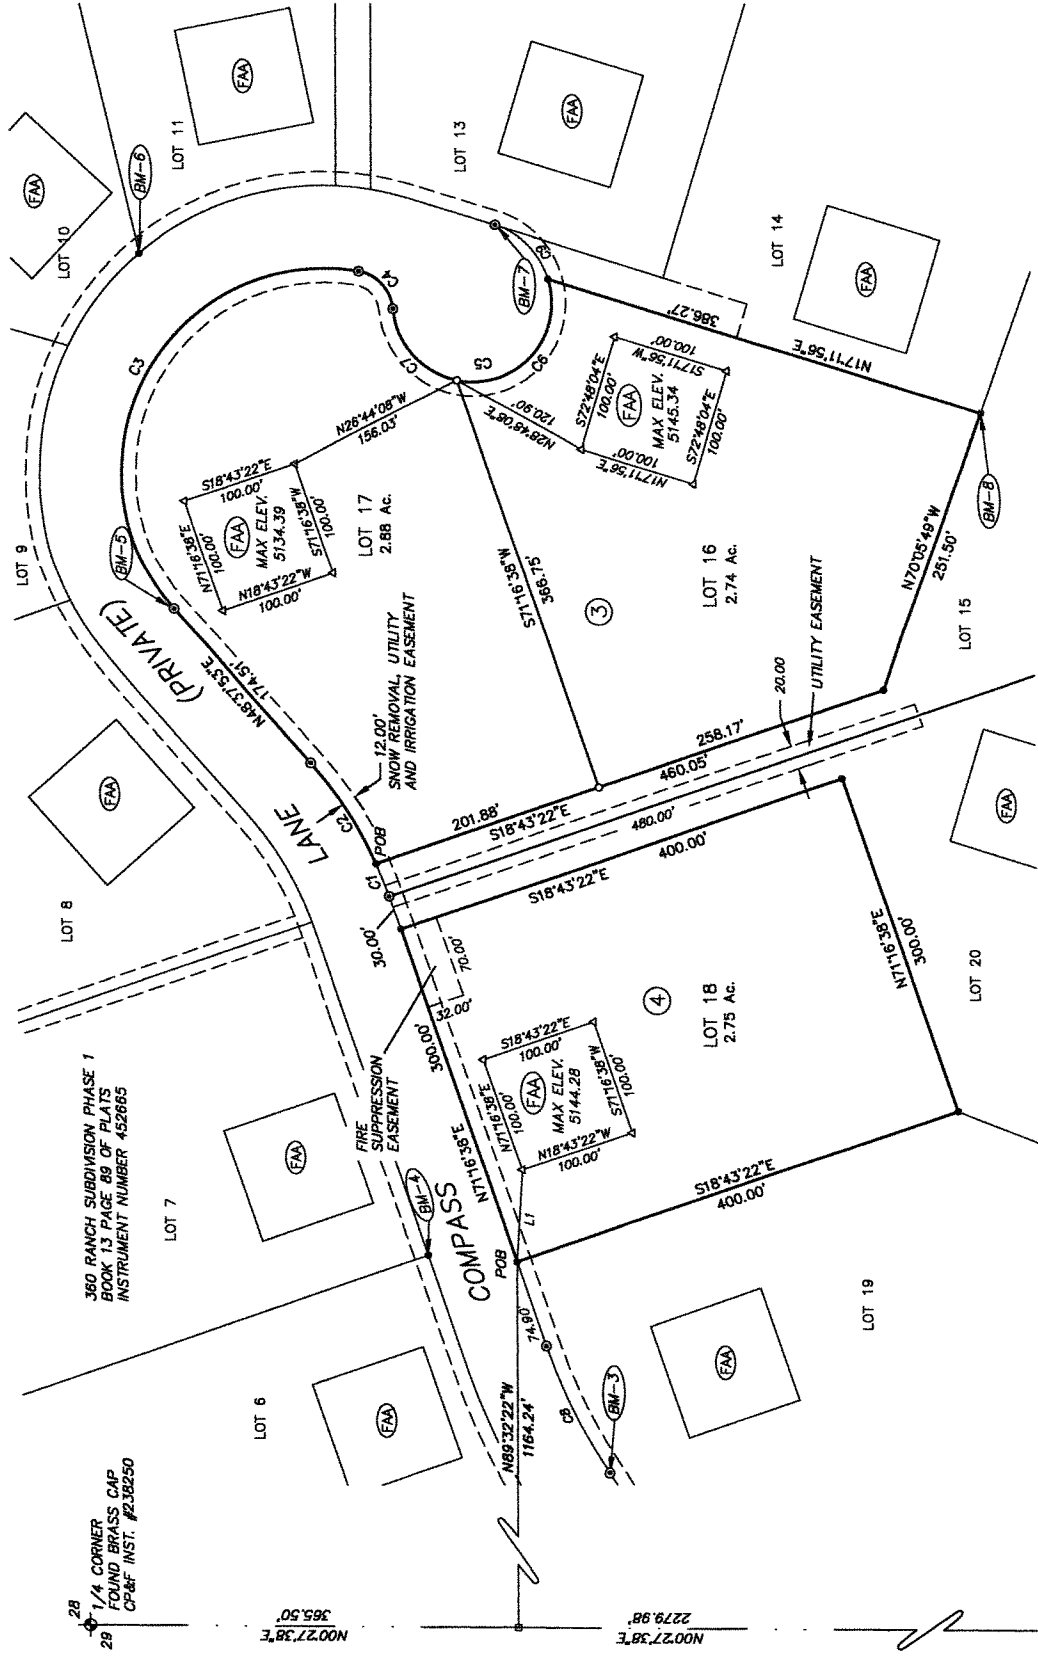 28
29
1/4 CORNER
FOUND BRASS CAP
CP&F INST. #238250
N00°27'38"E
365.50'
N00°27'38"E
2279.98'
360 RANCH SUBDIVISION PHASE 1
BOOK 13 PAGE 89 OF PLATS
INSTRUMENT NUMBER 452665
LOT 6
FAA
LOT 7
FAA
LOT 8
FAA
LOT 9
LOT 10
FAA
LOT 11
FAA
LOT 13
FAA
LOT 14
FAA
LOT 15
LOT 19
FAA
LOT 20
FAA
BM-3
BM-4
BM-5
BM-6
BM-7
BM-8
COMPASS
LANE
(PRIVATE)
N89°32'22"W
1164.24'
74.90'
C8
POB
L1
N71°16'38"E
300.00'
30.00'
C1
POB
C2
N48°37'53"E
174.51'
C3
C4
C7
C5
C6
C9
FIRE
SUPPRESSION
EASEMENT
32.00'
70.00'
12.00'
SNOW REMOVAL, UTILITY
AND IRRIGATION EASEMENT
N71°16'38"E
100.00'
S18°43'22"E
100.00'
FAA
MAX ELEV.
5134.39
N18°43'22"W
100.00'
S71°16'38"W
100.00'
LOT 17
2.88 Ac.
N26°44'08"W
156.03'
N28°48'08"E
120.90'
S72°48'04"E
100.00'
FAA
MAX ELEV.
5145.34
S17°11'56"W
100.00'
N17°11'56"E
100.00'
S72°48'04"E
100.00'
386.27'
N17°11'56"E
S71°16'38"W
366.75'
3
LOT 16
2.74 Ac.
N70°05'49"W
251.50'
20.00
UTILITY EASEMENT
201.88'
258.17'
S18°43'22"E
460.05'
480.00'
S18°43'22"E
400.00'
N71°16'38"E
100.00'
S18°43'22"E
100.00'
FAA
MAX ELEV.
5144.28
N18°43'22"W
100.00'
S71°16'38"W
100.00'
4
LOT 18
2.75 Ac.
S18°43'22"E
400.00'
N71°16'38"E
300.00'